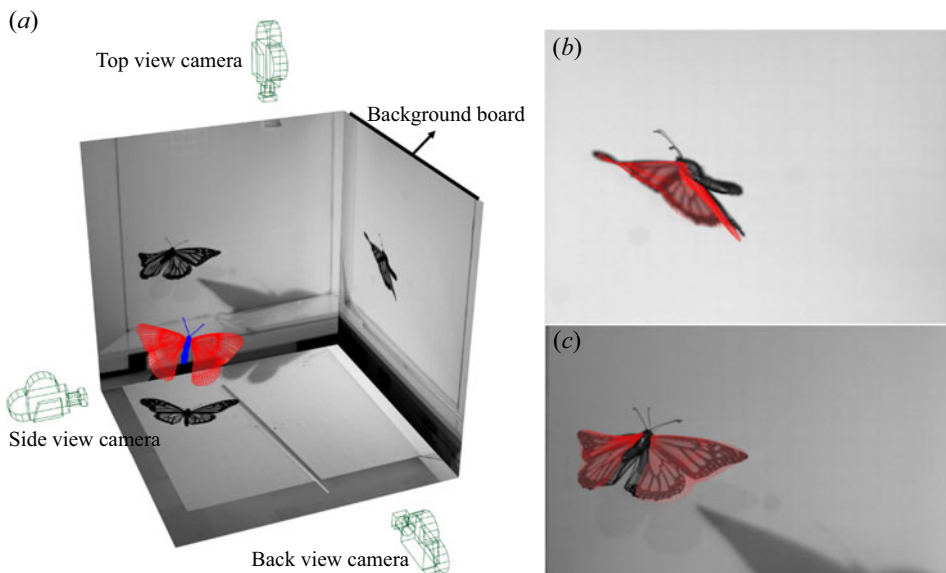 (a)
Top view camera
Background board
Side view camera
Back view camera
(b)
(c)